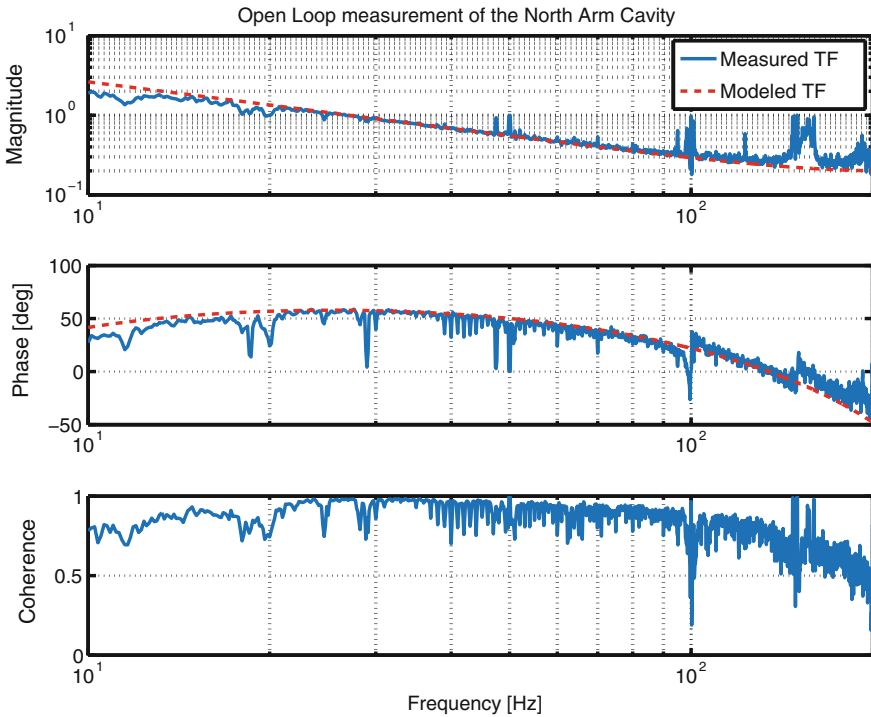 Open Loop measurement of the North Arm Cavity
10^1
10^0
10^-1
Magnitude
Measured TF
Modeled TF
10^1
10^2
100
50
0
−50
Phase [deg]
10^1
10^2
1
0.5
0
Coherence
10^1
10^2
Frequency [Hz]